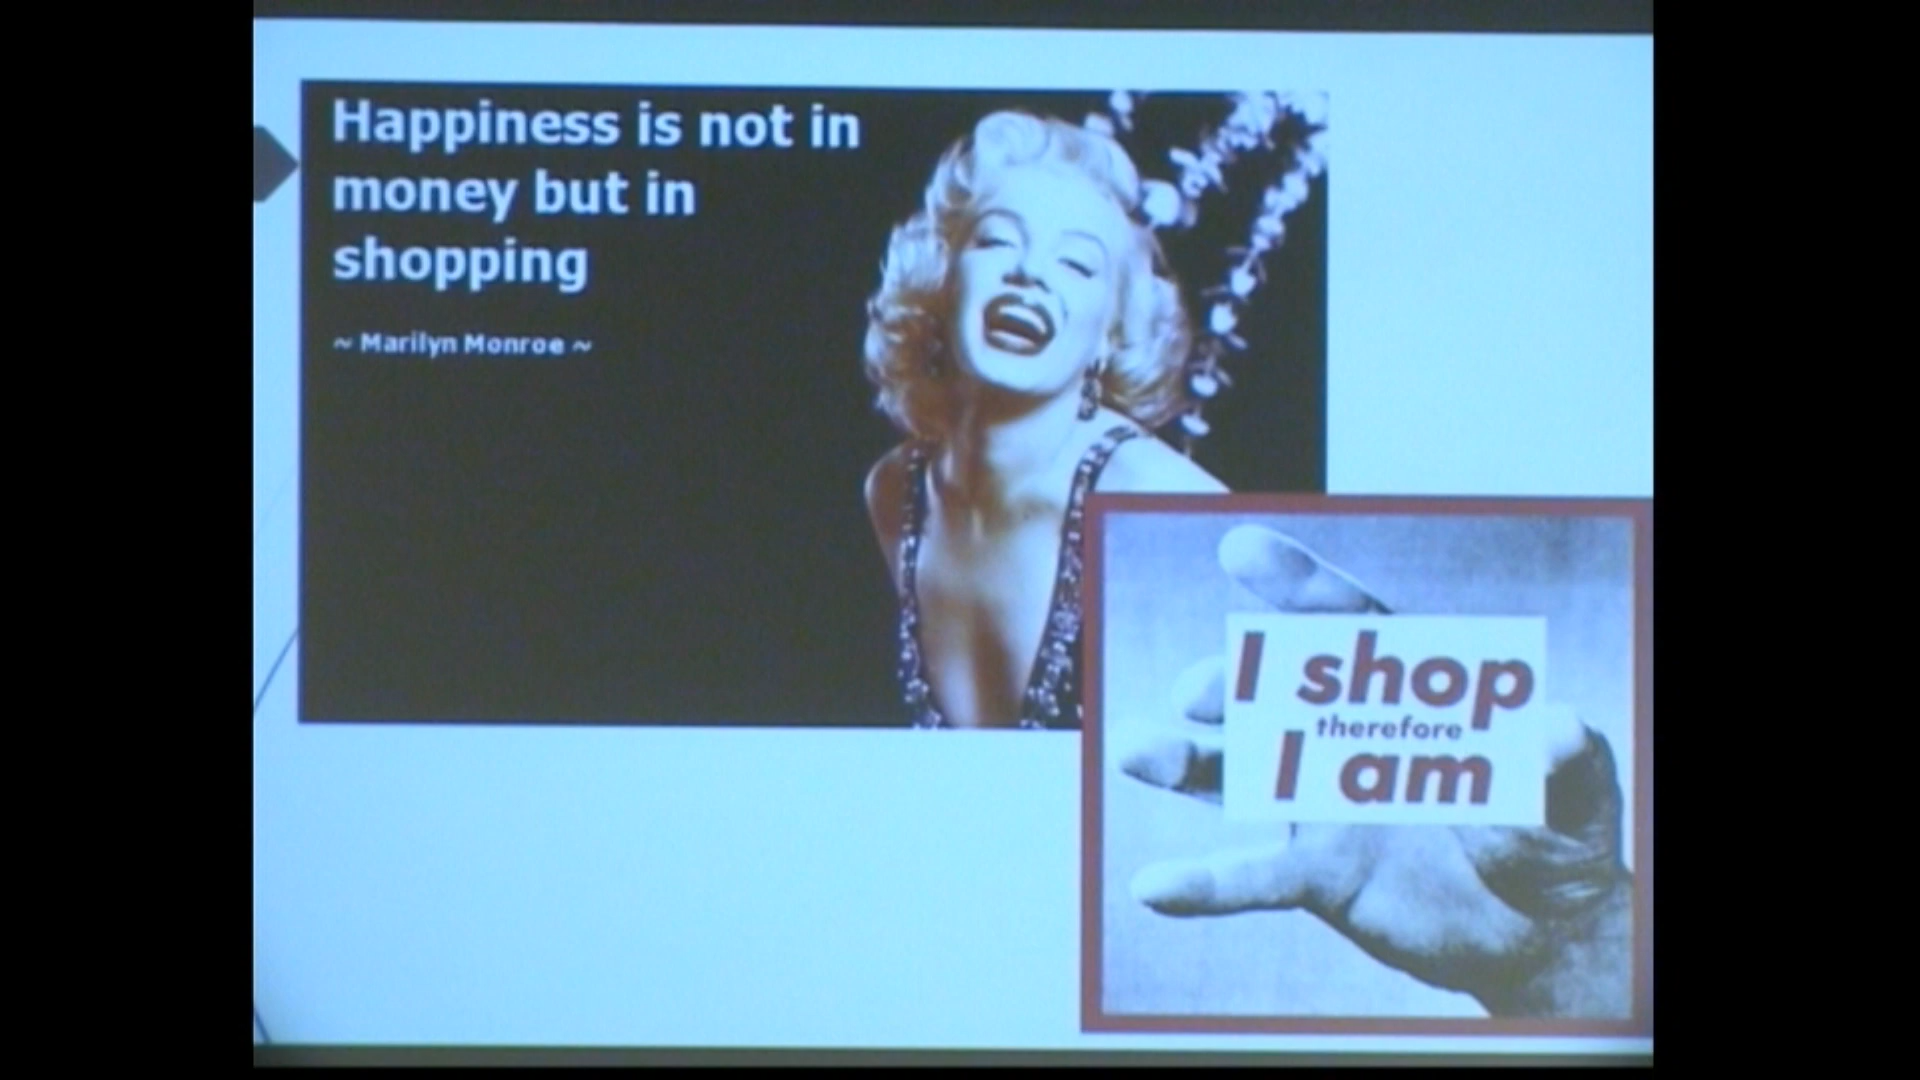 Happiness is not in
money but in
shopping
~ Marilyn Monroe ~
I shop
therefore
I am